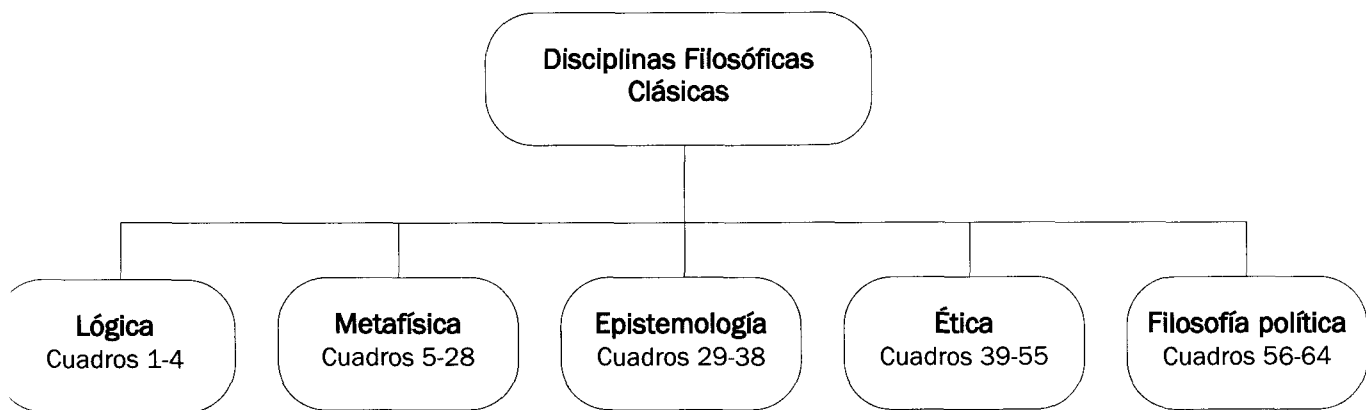 Disciplinas Filosóficas
Clásicas
Lógica
Cuadros 1-4
Metafísica
Cuadros 5-28
Epistemología
Cuadros 29-38
Ética
Cuadros 39-55
Filosofía política
Cuadros 56-64